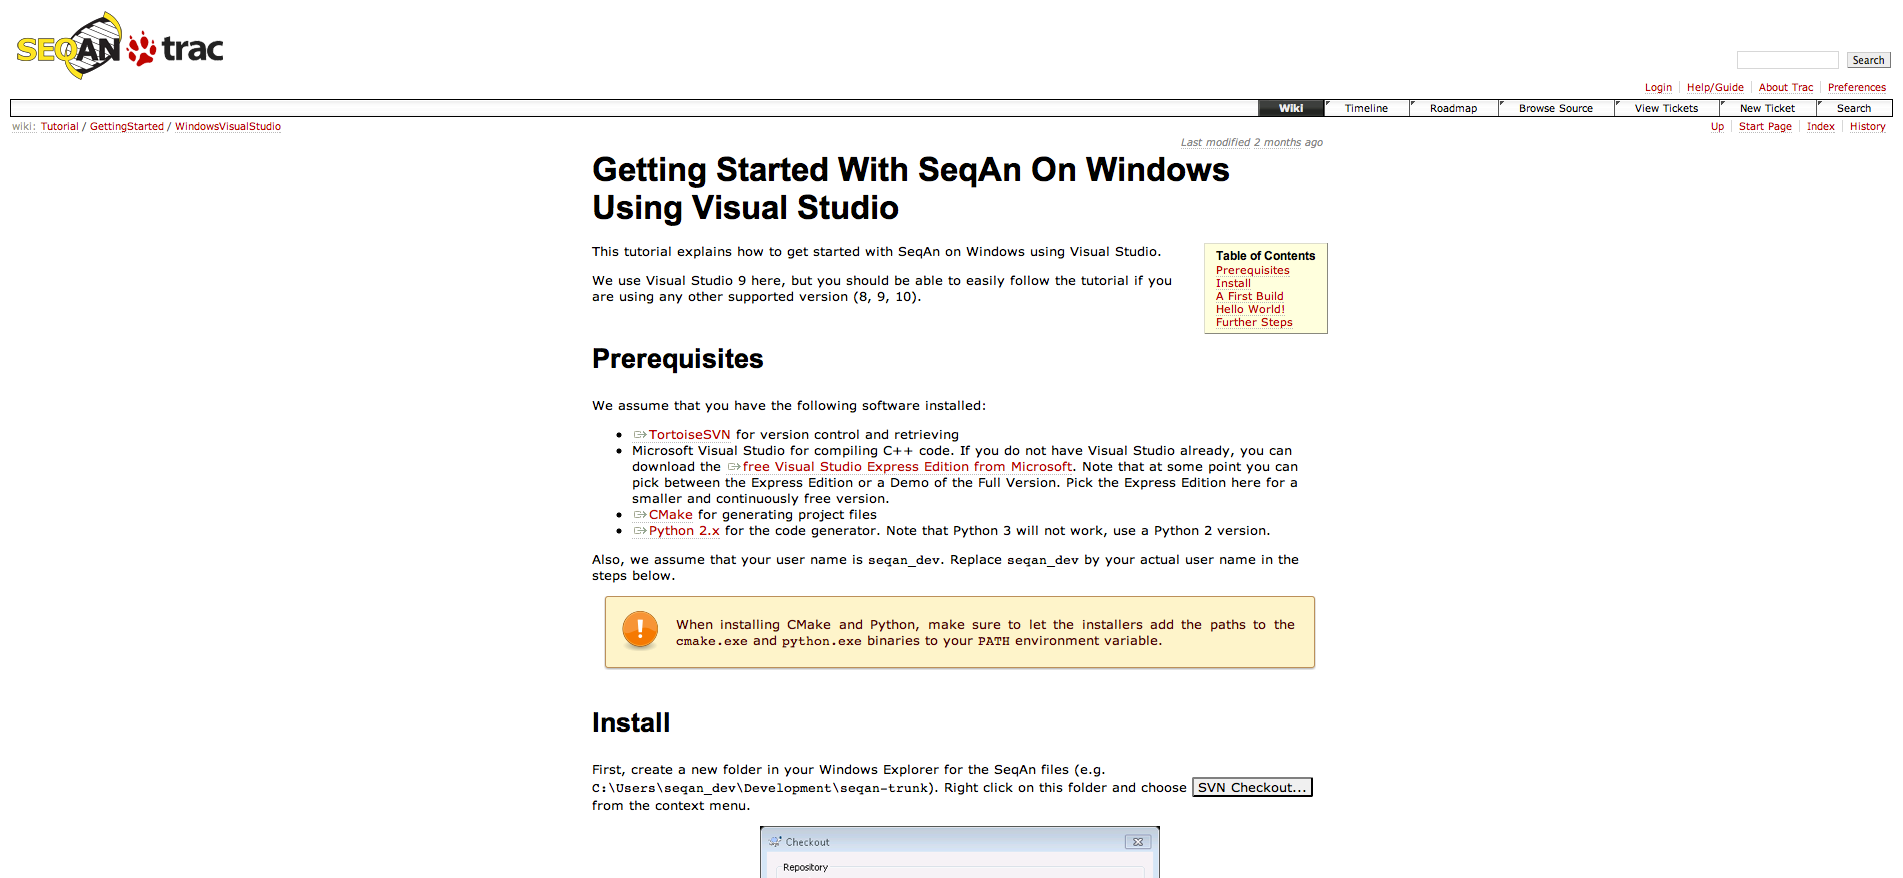 SEQAN trac
Search
Login Help/Guide About Trac Preferences
Wiki Timeline Roadmap Browse Source View Tickets New Ticket Search
wiki: Tutorial / GettingStarted / WindowsVisualStudio
Up Start Page Index History
Last modified 2 months ago
Getting Started With SeqAn On Windows
Using Visual Studio
This tutorial explains how to get started with SeqAn on Windows using Visual Studio.
We use Visual Studio 9 here, but you should be able to easily follow the tutorial if you
are using any other supported version (8, 9, 10).
Table of Contents
Prerequisites
Install
A First Build
Hello World!
Further Steps
Prerequisites
We assume that you have the following software installed:
• TortoiseSVN for version control and retrieving
• Microsoft Visual Studio for compiling C++ code. If you do not have Visual Studio already, you can
download the free Visual Studio Express Edition from Microsoft. Note that at some point you can
pick between the Express Edition or a Demo of the Full Version. Pick the Express Edition here for a
smaller and continuously free version.
• CMake for generating project files
• Python 2.x for the code generator. Note that Python 3 will not work, use a Python 2 version.
Also, we assume that your user name is seqan_dev. Replace seqan_dev by your actual user name in the
steps below.
When installing CMake and Python, make sure to let the installers add the paths to the
cmake.exe and python.exe binaries to your PATH environment variable.
Install
First, create a new folder in your Windows Explorer for the SeqAn files (e.g.
C:\Users\seqan_dev\Development\seqan-trunk). Right click on this folder and choose SVN Checkout...
from the context menu.
Checkout
Repository